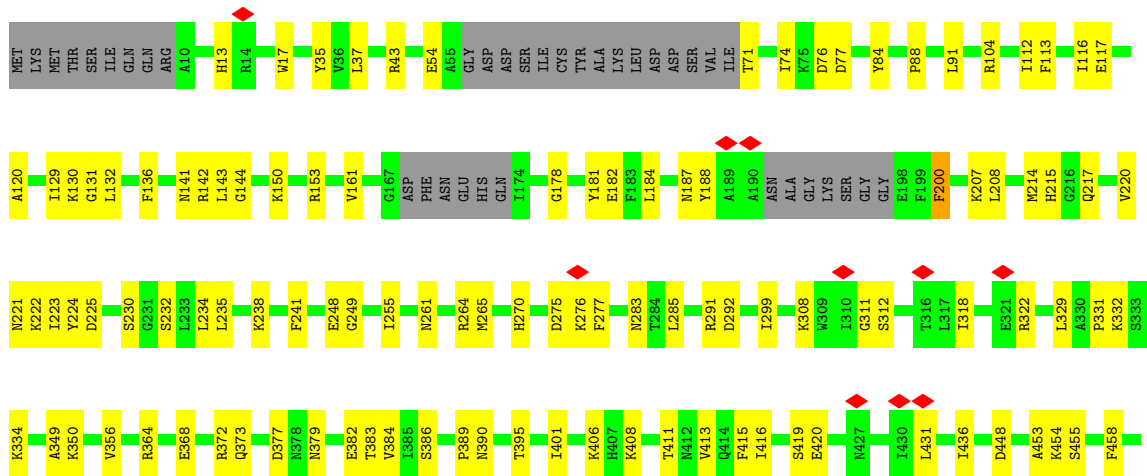 MET LYS MET THR SER ILE GLN GLN ARG A10 H13 R14 W17 Y35 V36 L37 R43 E54 A55 GLY ASP ASP SER ILE CYS TYR ALA LYS LEU ASP ASP SER VAL ILE T71 I74 K75 D76 D77 Y84 P88 L91 R104 I112 F113 I116 E117
A120 I129 K130 G131 L132 F136 N141 R142 L143 G144 K150 R153 V161 G167 ASP PHE ASN GLU HIS GLN I174 G178 Y181 E182 F183 L184 N187 Y188 A189 A190 ASN ALA GLY LYS SER GLY GLY E198 F199 F200 K207 L208 M214 H215 G216 Q217 V220
N221 K222 I223 Y224 D225 S230 G231 S232 L233 L234 L235 K238 F241 E248 G249 I255 N261 R264 M265 H270 D275 K276 F277 N283 T284 L285 R291 D292 I299 K308 W309 I310 G311 S312 T316 L317 I318 E321 R322 L329 A330 P331 K332 S333
K334 A349 K350 V356 R364 E368 R372 Q373 D377 N378 N379 E382 T383 V384 I385 S386 P389 N390 T395 I401 K406 H407 K408 T411 N412 V413 Q414 F415 I416 S419 E420 N427 I430 L431 I436 D448 A453 K454 S455 F458